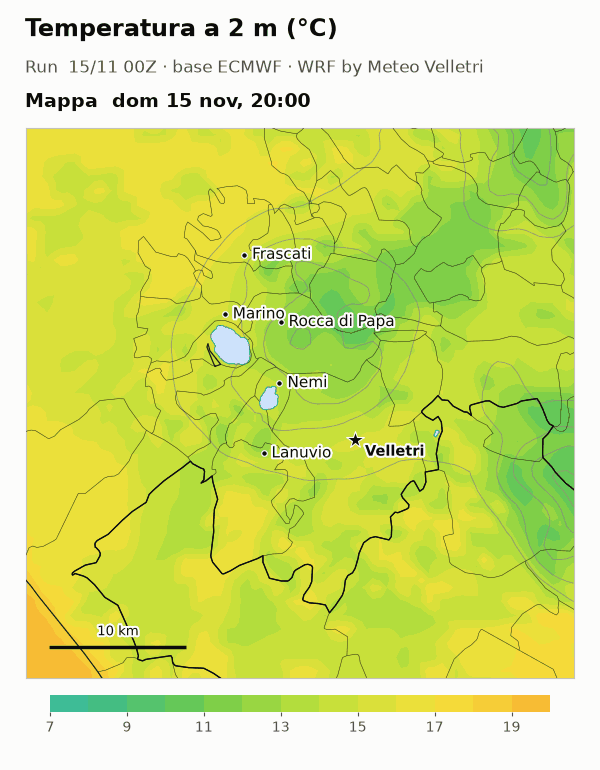 Temperatura a 2 m (°C)
Run 15/11 00Z · base ECMWF · WRF by Meteo Velletri
Mappa dom 15 nov, 20:00
Frascati
Marino
Rocca di Papa
Nemi
Velletri
Lanuvio
10 km
7 9 11 13 15 17 19